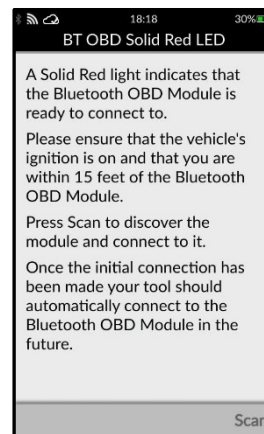 18:18
30%
BT OBD Solid Red LED
A Solid Red light indicates that
the Bluetooth OBD Module is
ready to connect to.
Please ensure that the vehicle's
ignition is on and that you are
within 15 feet of the Bluetooth
OBD Module.
Press Scan to discover the
module and connect to it.
Once the initial connection has
been made your tool should
automatically connect to the
Bluetooth OBD Module in the
future.
Scan